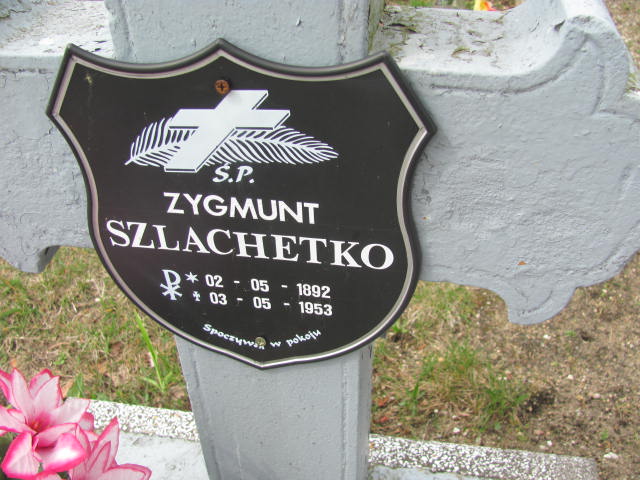 Ś.P.
ZYGMUNT
SZLACHETKO
* 02 - 05 - 1892
✝ 03 - 05 - 1953
Spoczywaj w pokoju